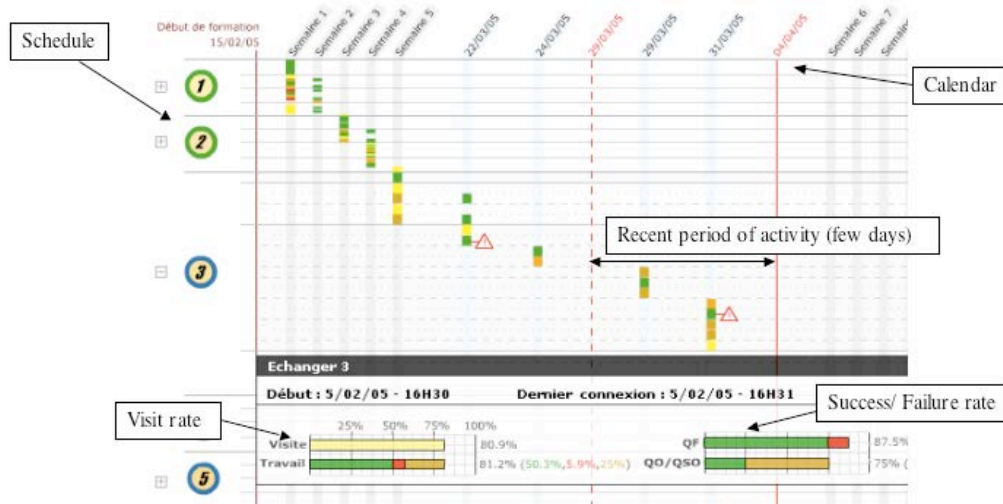 Début de formation
15/02/05
Semaine 1
Semaine 2
Semaine 3
Semaine 4
Semaine 5
22/03/05
24/03/05
29/03/05
29/03/05
31/03/05
04/04/05
Semaine 6
Semaine 7
Schedule
Calendar
1
2
Recent period of activity (few days)
3
Echanger 3
Début : 5/02/05 - 16H30 Dernier connexion : 5/02/05 - 16H31
Visit rate
Success/ Failure rate
25% 50% 75% 100%
Visite 80.9%
QF 87.5%
Travail 81.2% (50.3%,5.9%,25%)
QO/QSO 75% (
5